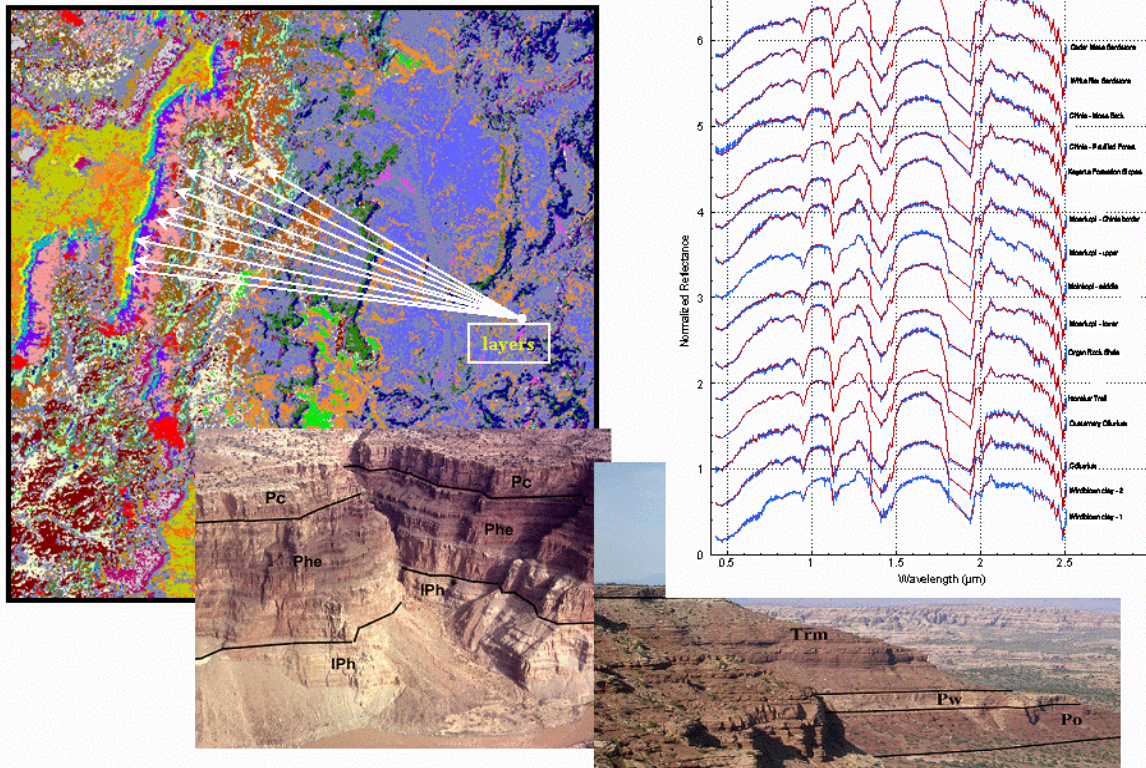 layers
Pc
Pc
Phe
Phe
IPh
IPh
Normalized Reflectance
6
5
4
3
2
1
0
0.5
1
1.5
2
2.5
Wavelength (µm)
Cedar Mesa Sandstone
White Rim Sandstone
Chinle - Moss Back
Chinle - Petrified Forest
Kayenta Formation Slopes
Moenkopi - Chinle border
Moenkopi - upper
Moenkopi - middle
Moenkopi - lower
Organ Rock Shale
Honaker Trail
Quaternary Alluvium
Colluvium
Windblown clay - 2
Windblown clay - 1
Trm
Pw
Po